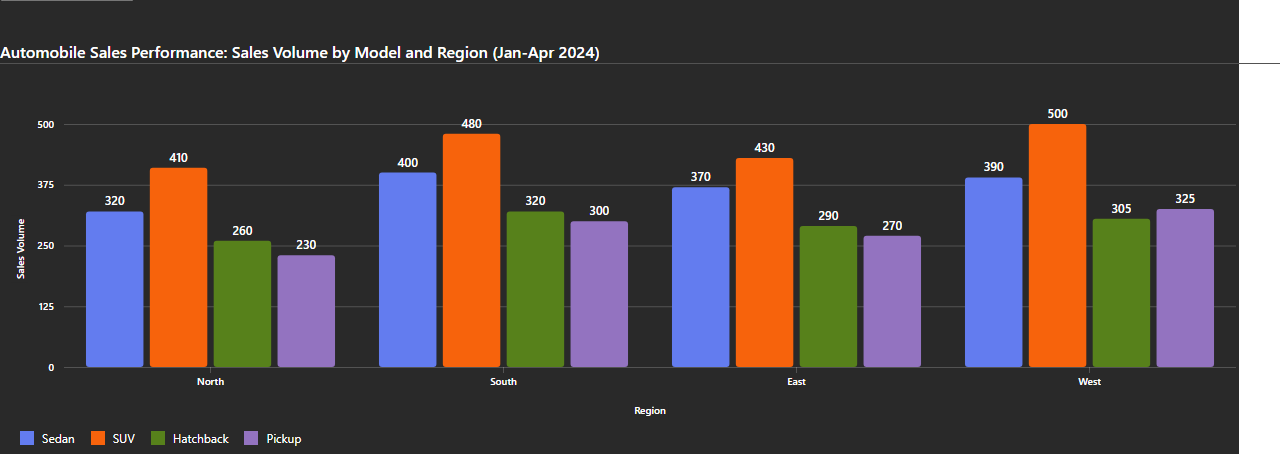 Automobile Sales Performance: Sales Volume by Model and Region (Jan-Apr 2024)
500
375
250
125
0
Sales Volume
320
410
260
230
400
480
320
300
370
430
290
270
390
500
305
325
North
South
East
West
Region
Sedan
SUV
Hatchback
Pickup